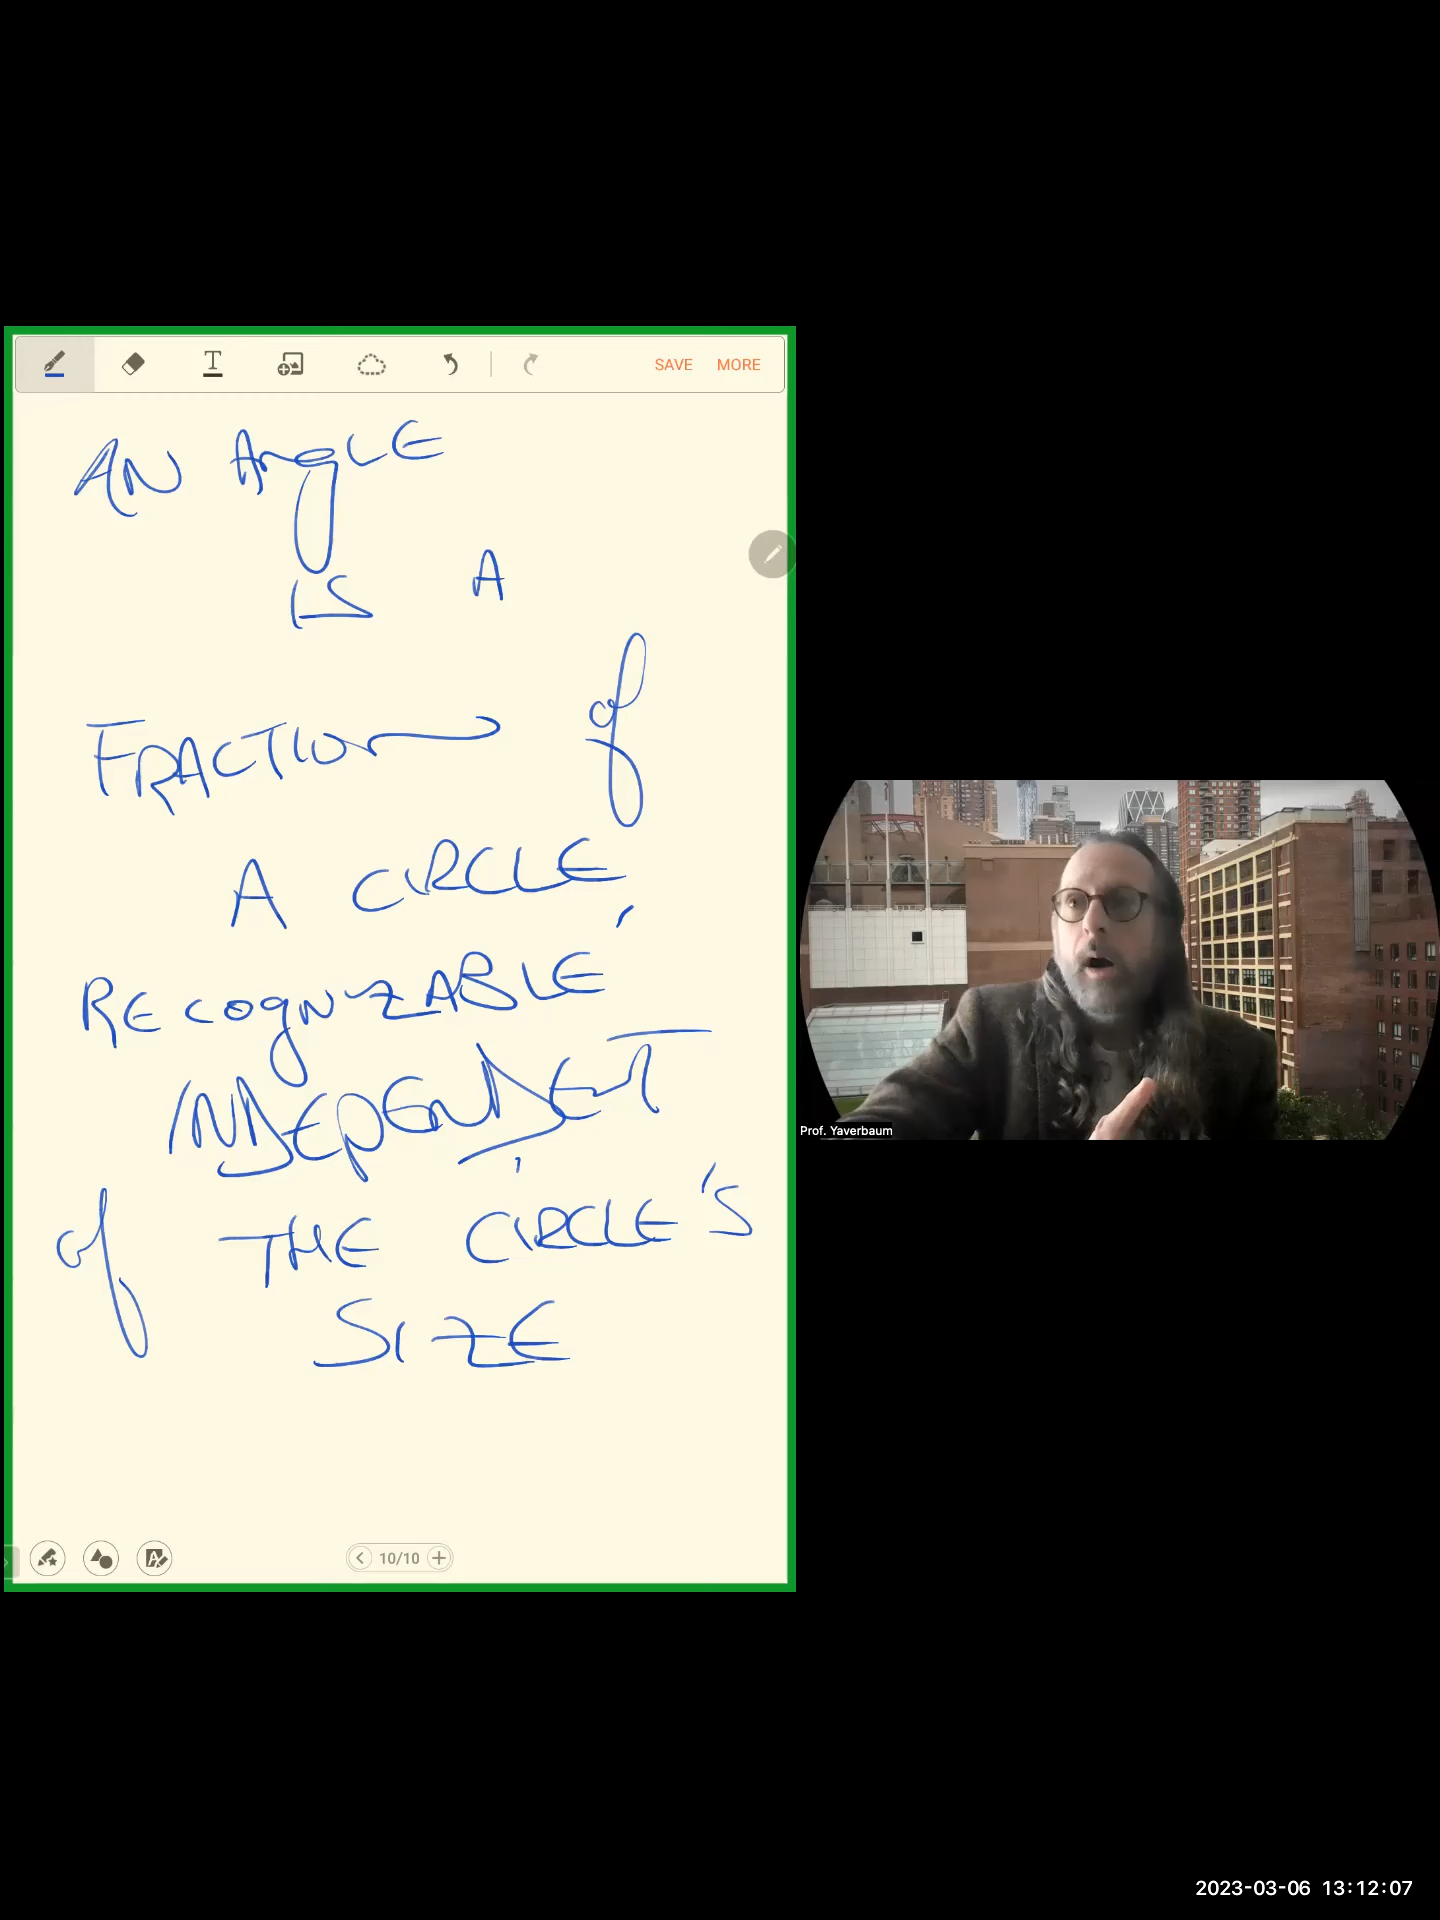 SAVE MORE
AN AngLE
IS A
FRACTION of
A CIRCLE,
RECOgnIZABLE
INDEPENDENT
of THE CIRCLE'S
SIZE
10/10
Prof. Yaverbaum
2023-03-06 13:12:07